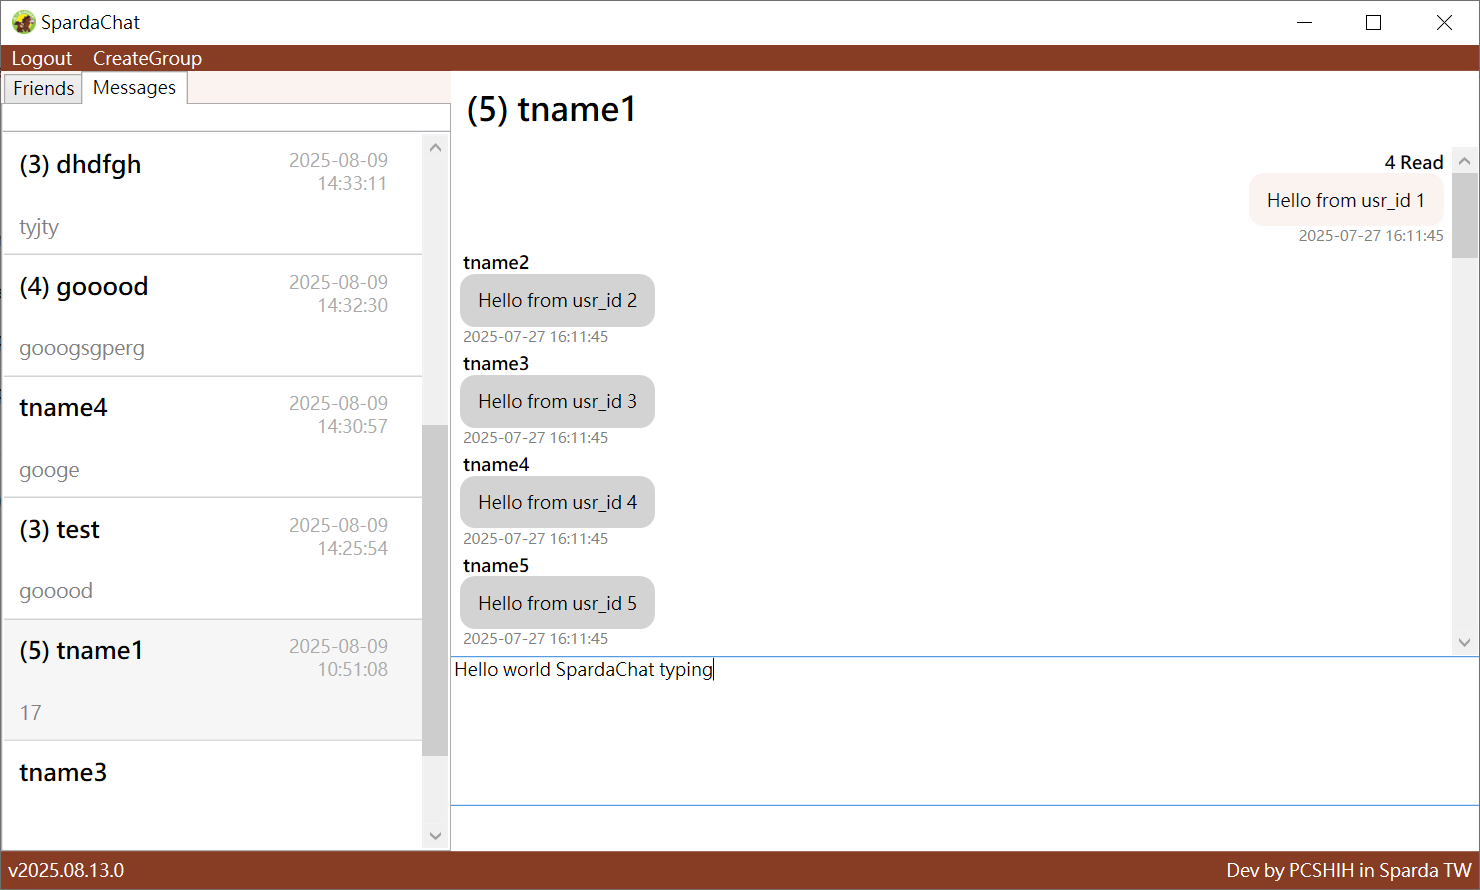 SpardaChat
Logout CreateGroup
Friends Messages
(3) dhdfgh 2025-08-09
14:33:11
tyjty
(4) gooood 2025-08-09
14:32:30
gooogsgperg
tname4 2025-08-09
14:30:57
googe
(3) test 2025-08-09
14:25:54
gooood
(5) tname1 2025-08-09
10:51:08
17
tname3
(5) tname1
4 Read
Hello from usr_id 1
2025-07-27 16:11:45
tname2
Hello from usr_id 2
2025-07-27 16:11:45
tname3
Hello from usr_id 3
2025-07-27 16:11:45
tname4
Hello from usr_id 4
2025-07-27 16:11:45
tname5
Hello from usr_id 5
2025-07-27 16:11:45
Hello world SpardaChat typing
v2025.08.13.0
Dev by PCSHIH in Sparda TW